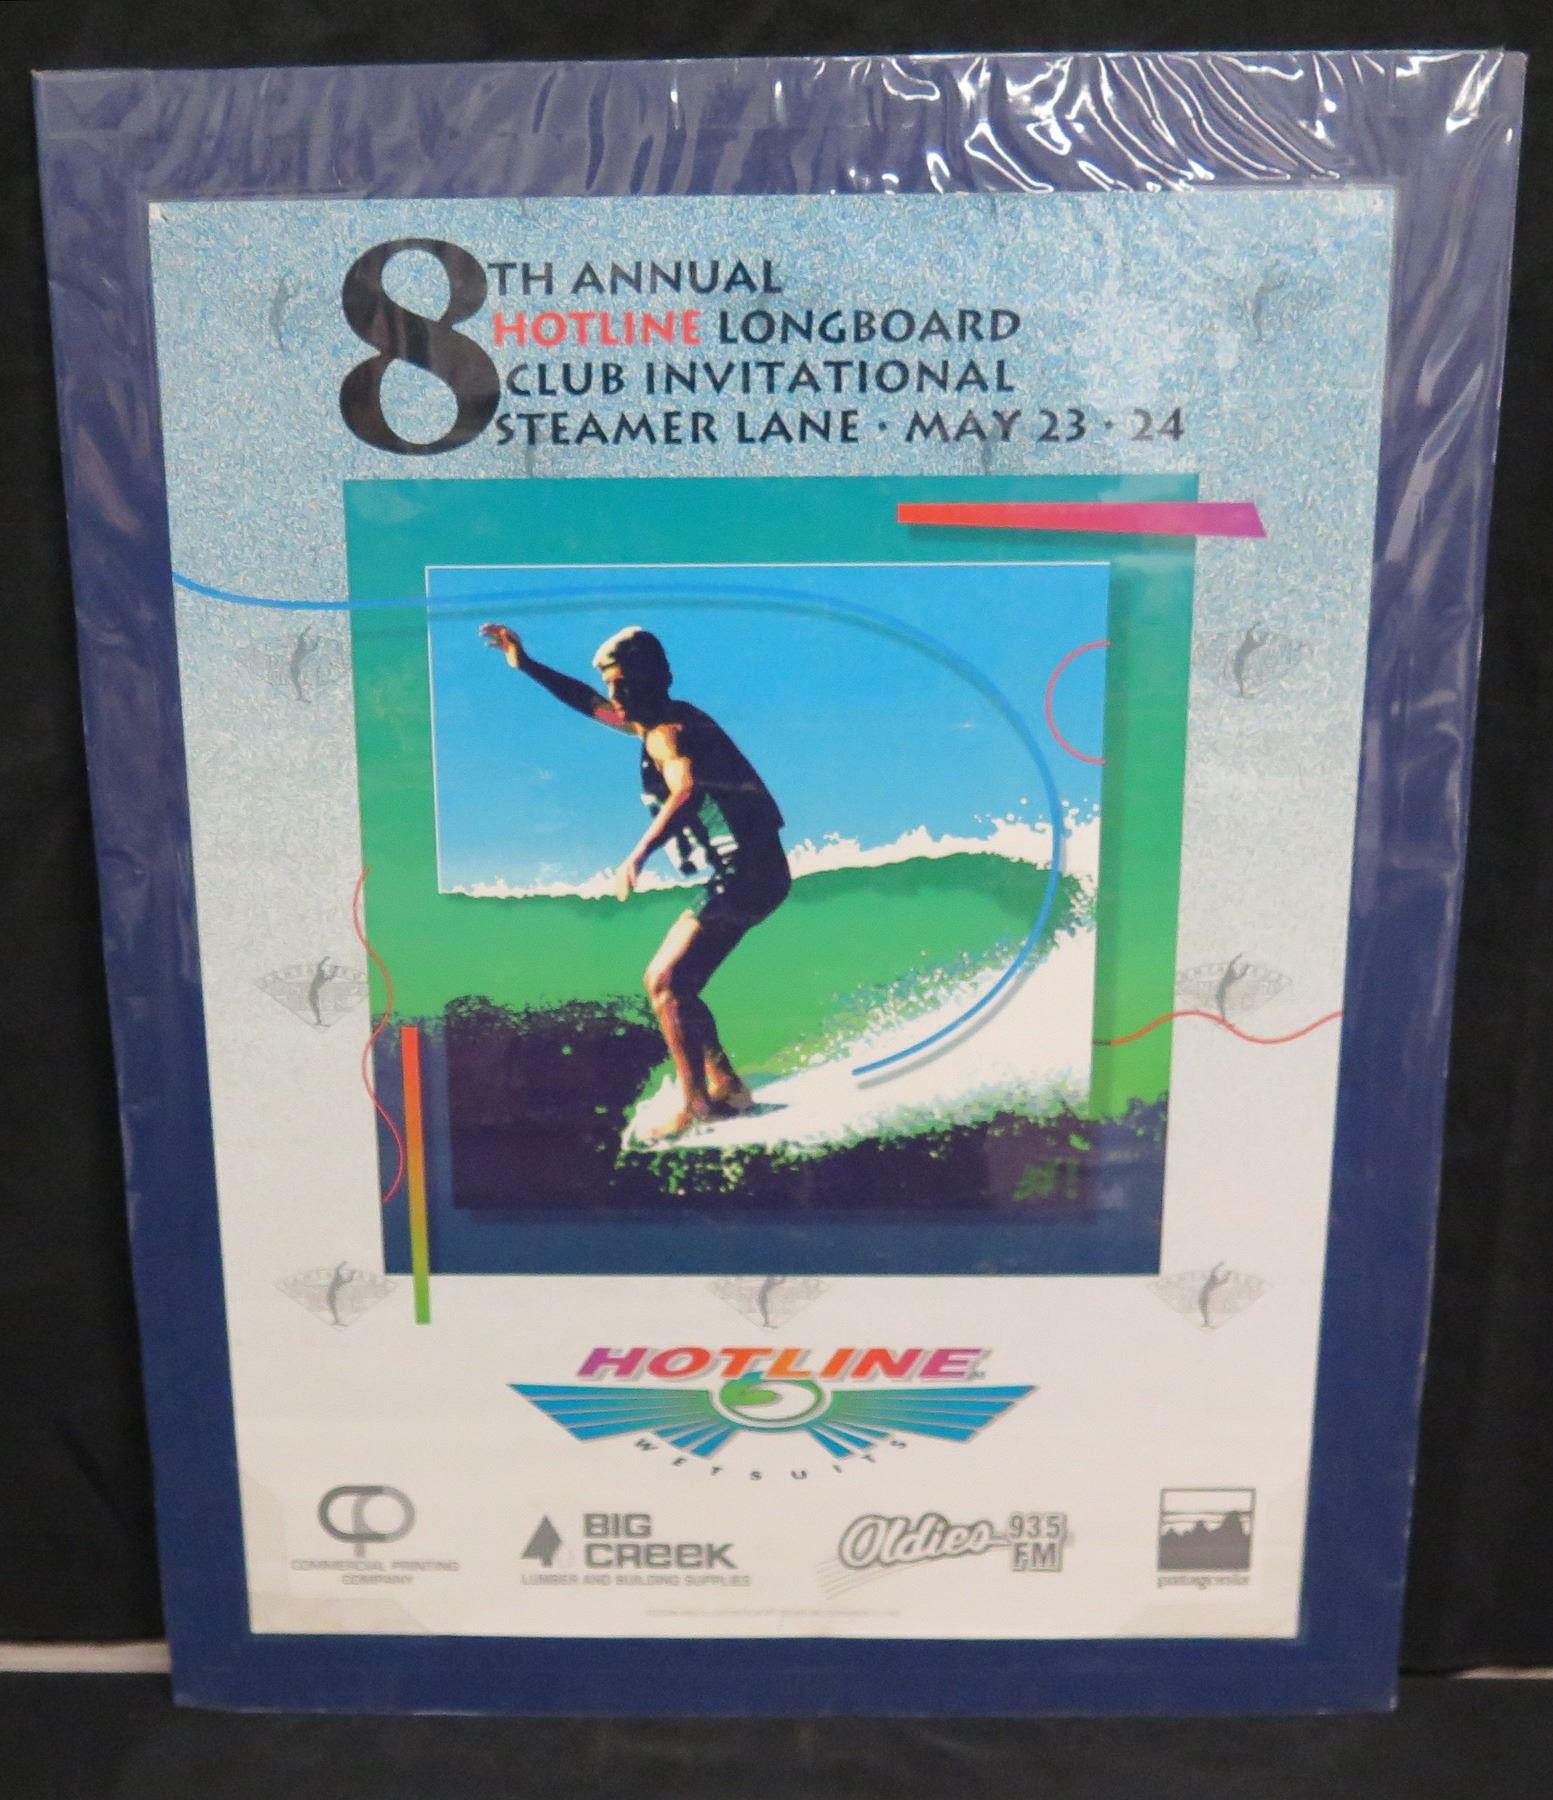 8TH ANNUAL
HOTLINE LONGBOARD
CLUB INVITATIONAL
STEAMER LANE · MAY 23 · 24
HOTLINE
WETSUITS
CP
COMMERCIAL PRINTING
COMPANY
BIG
CREEK
LUMBER AND BUILDING SUPPLIES
Oldies 93.5
FM
patagonia